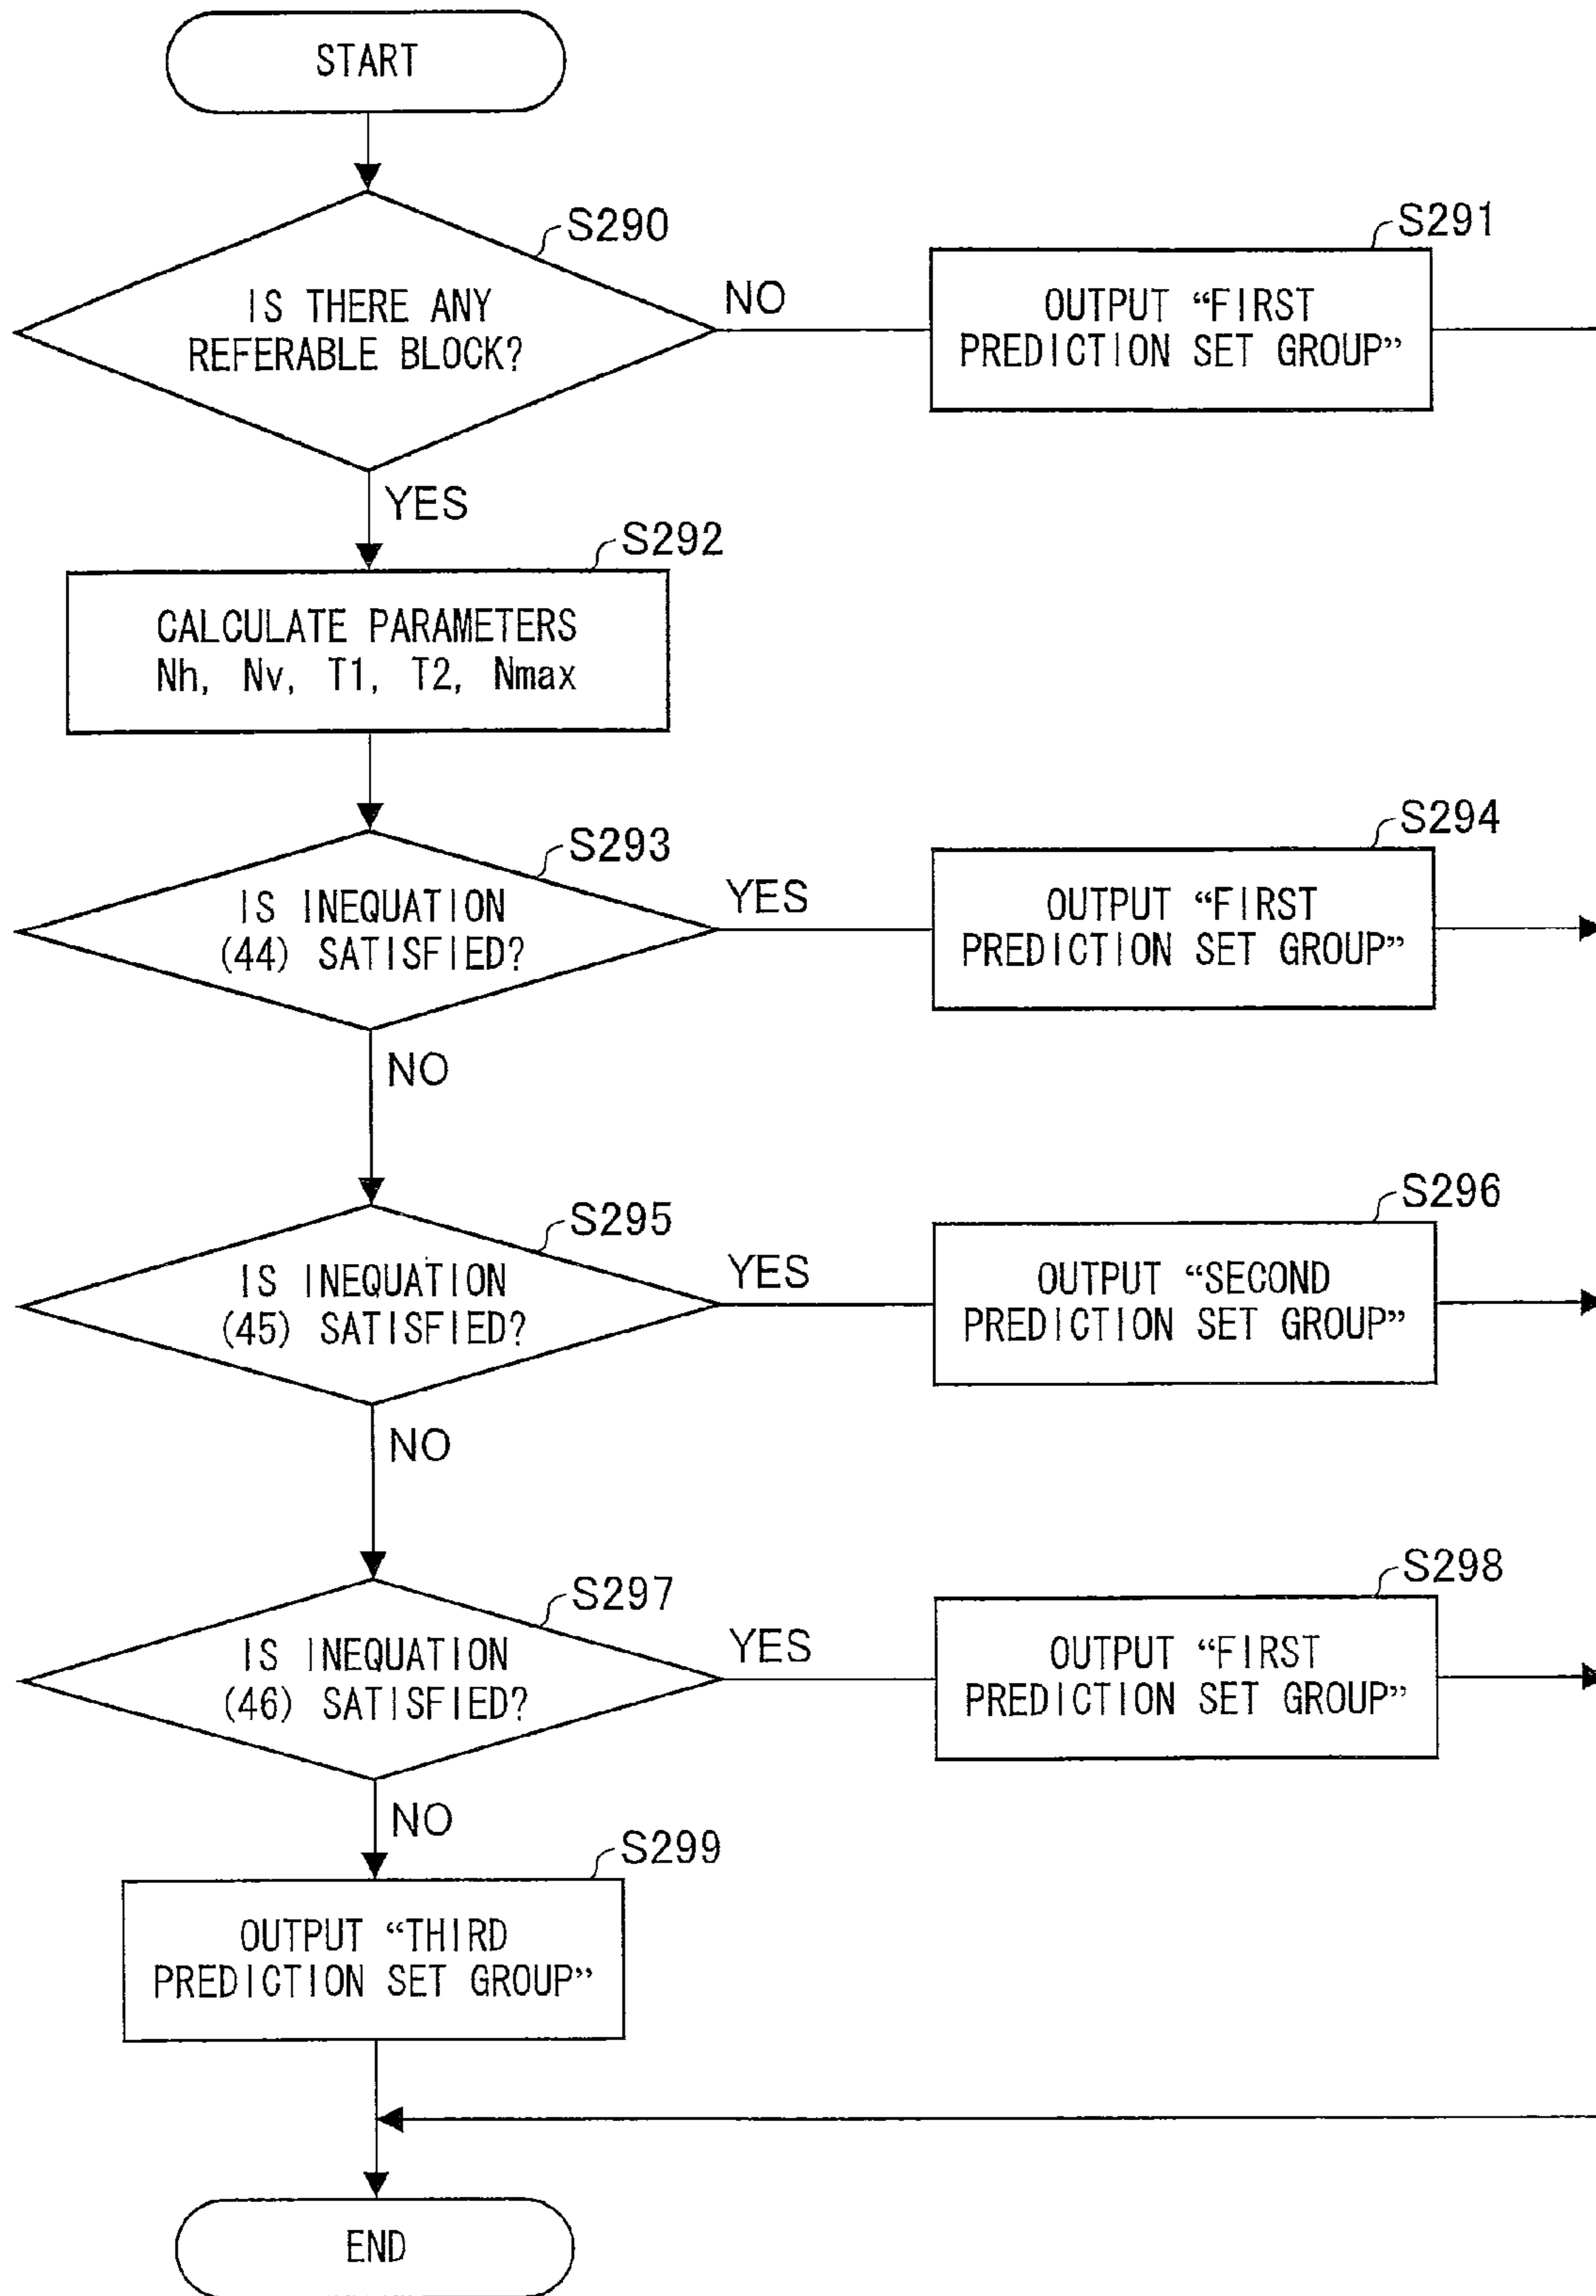 START
S290
IS THERE ANY
REFERABLE BLOCK?
NO
S291
OUTPUT “FIRST
PREDICTION SET GROUP”
YES
S292
CALCULATE PARAMETERS
Nh, Nv, T1, T2, Nmax
S293
IS INEQUATION
(44) SATISFIED?
YES
S294
OUTPUT “FIRST
PREDICTION SET GROUP”
NO
S295
IS INEQUATION
(45) SATISFIED?
YES
S296
OUTPUT “SECOND
PREDICTION SET GROUP”
NO
S297
IS INEQUATION
(46) SATISFIED?
YES
S298
OUTPUT “FIRST
PREDICTION SET GROUP”
NO
S299
OUTPUT “THIRD
PREDICTION SET GROUP”
END